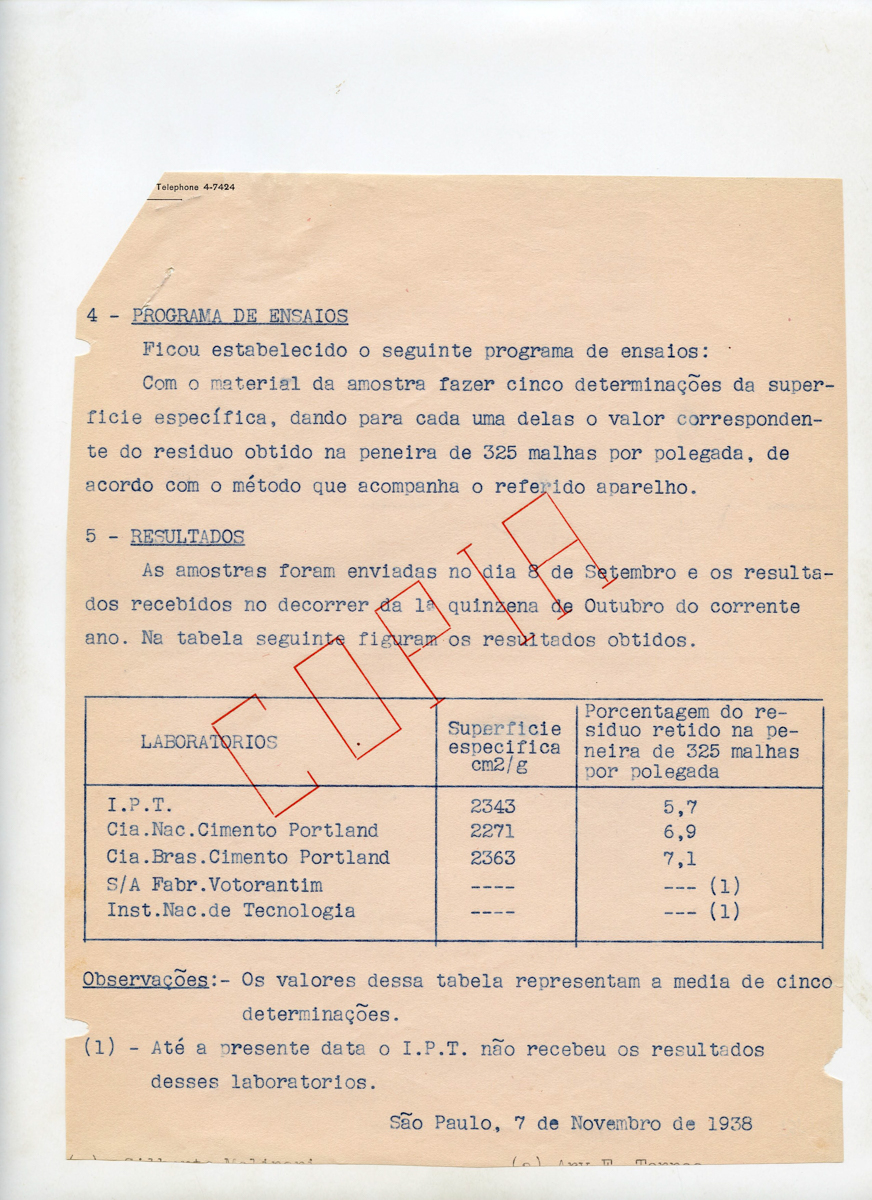 Telephone 4-7424
4 - PROGRAMA DE ENSAIOS
Ficou estabelecido o seguinte programa de ensaios:
Com o material da amostra fazer cinco determinações da super-
ficie específica, dando para cada uma delas o valor corresponden-
te do residuo obtido na peneira de 325 malhas por polegada, de
acordo com o método que acompanha o referido aparelho.
5 - RESULTADOS
As amostras foram enviadas no dia 8 de Setembro e os resulta-
dos recebidos no decorrer da 1ª quinzena de Outubro do corrente
ano. Na tabela seguinte figuram os resultados obtidos.
COPIA
LABORATORIOS
Superficie
especifica
cm2/g
Porcentagem do re-
siduo retido na pe-
neira de 325 malhas
por polegada
I.P.T. 2343 5,7
Cia.Nac.Cimento Portland 2271 6,9
Cia.Bras.Cimento Portland 2363 7,1
S/A Fabr.Votorantim ---- --- (1)
Inst.Nac.de Tecnologia ---- --- (1)
Observações:- Os valores dessa tabela representam a media de cinco
determinações.
(1) - Até a presente data o I.P.T. não recebeu os resultados
desses laboratorios.
São Paulo, 7 de Novembro de 1938
(a) Ary F. Torres